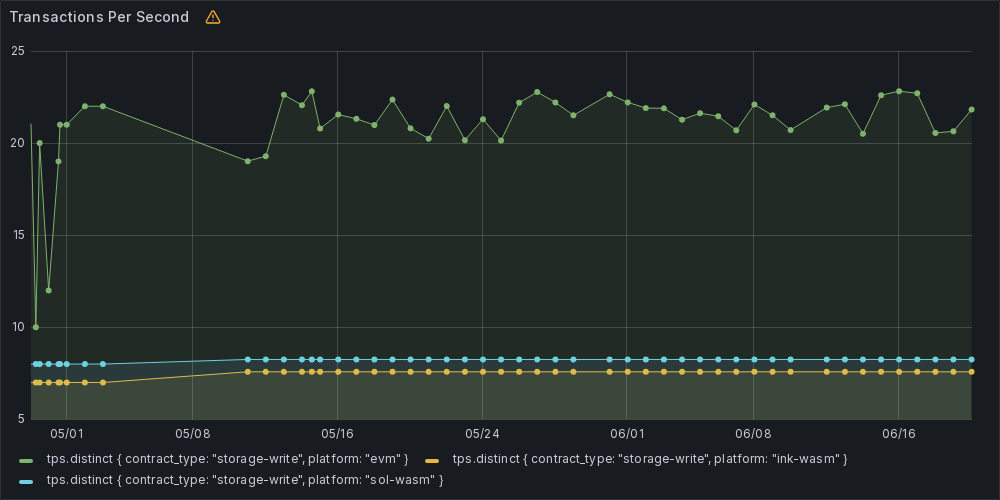 Transactions Per Second
25
20
15
10
5
05/01 05/08 05/16 05/24 06/01 06/08 06/16
tps.distinct { contract_type: "storage-write", platform: "evm" } tps.distinct { contract_type: "storage-write", platform: "ink-wasm" }
tps.distinct { contract_type: "storage-write", platform: "sol-wasm" }